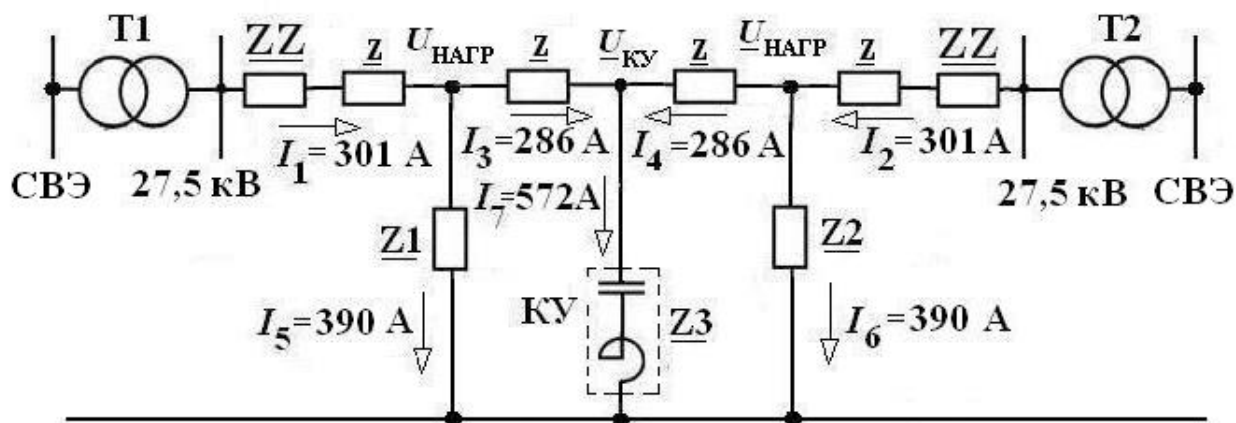 T1 ZZ z U НАГР z U КУ z U НАГР z ZZ T2
I1 = 301 А I3=286 А I4=286 А I2=301 А
СВЭ 27,5 кВ I7=572А 27,5 кВ СВЭ
Z1 Z2
I5=390 А КУ Z3 I6=390 А